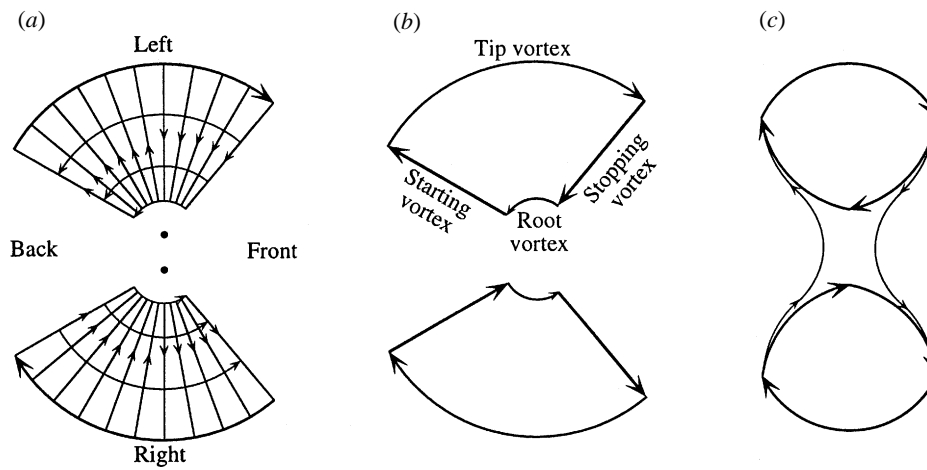 (a)
Left
Back
Front
Right
(b)
Tip vortex
Starting
vortex
Stopping
vortex
Root
vortex
(c)